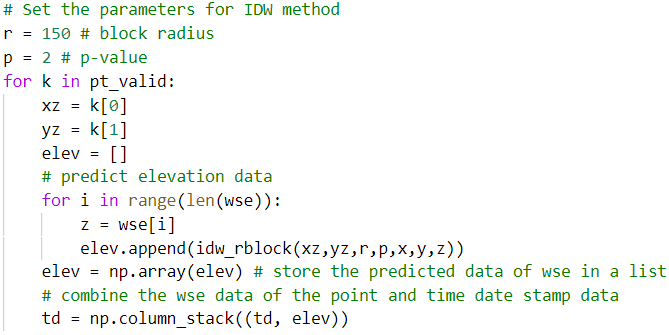 # Set the parameters for IDW method
r = 150 # block radius
p = 2 # p-value
for k in pt_valid:
    xz = k[0]
    yz = k[1]
    elev = []
    # predict elevation data
    for i in range(len(wse)):
        z = wse[i]
        elev.append(idw_rblock(xz,yz,r,p,x,y,z))
    elev = np.array(elev) # store the predicted data of wse in a list
    # combine the wse data of the point and time date stamp data
    td = np.column_stack((td, elev))